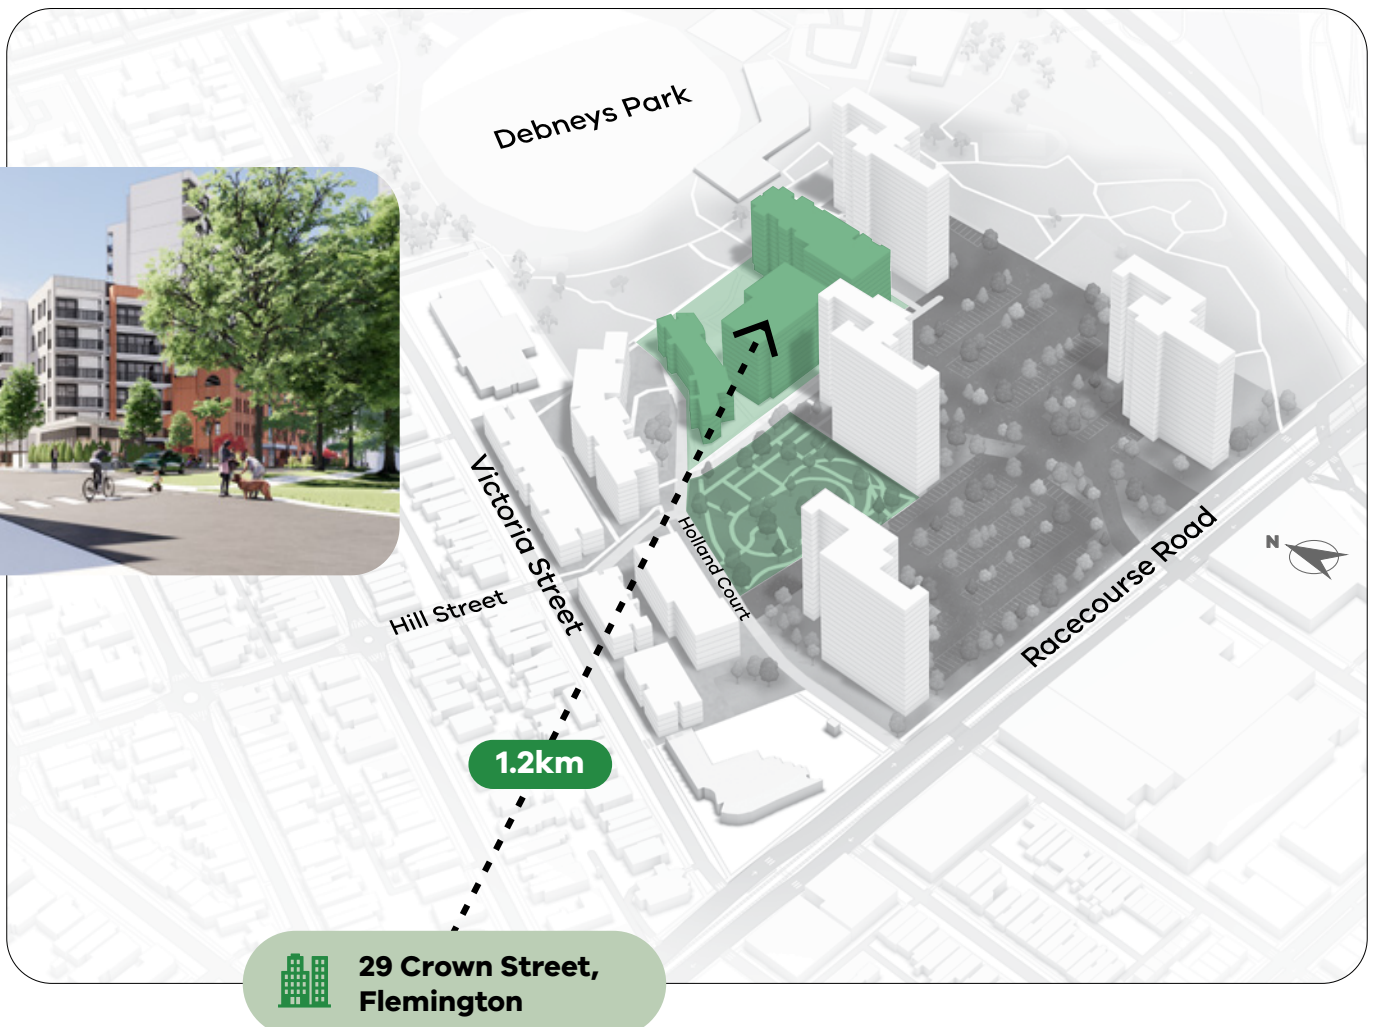 Debneys Park
Victoria Street
Holland Court
Hill Street
Racecourse Road
N
1.2km
29 Crown Street,
Flemington